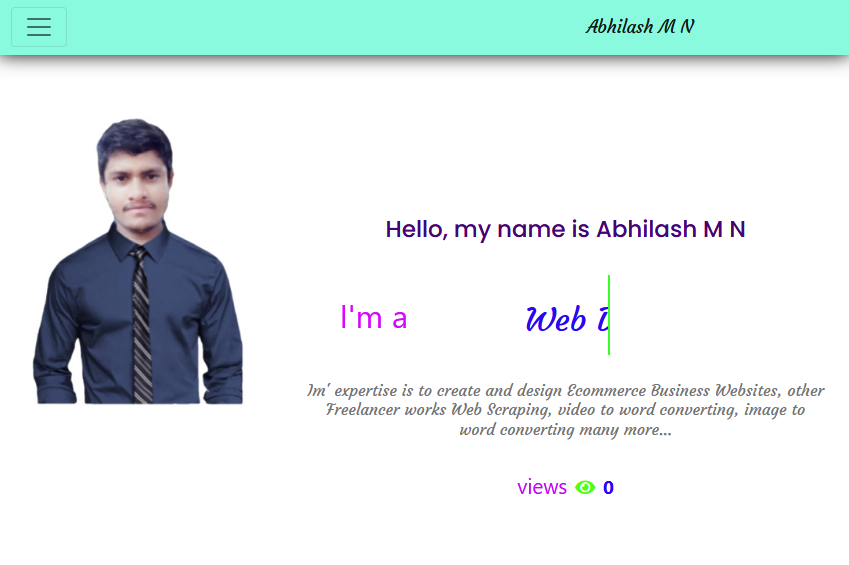 Abhilash M N
Hello, my name is Abhilash M N
I'm a
Web
Im' expertise is to create and design Ecommerce Business Websites, other
Freelancer works Web Scraping, video to word converting, image to
word converting many more...
views 0